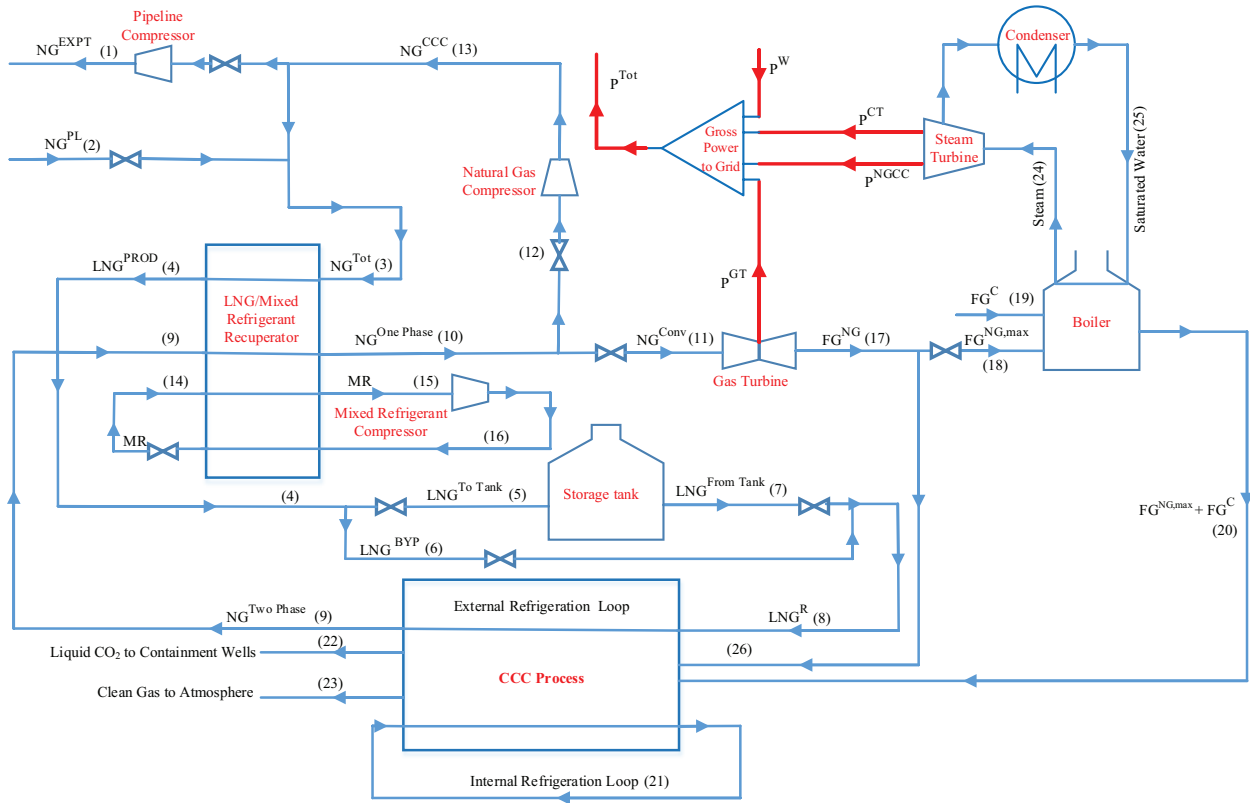 Pipeline
Compressor
NG^EXPT (1)
NG^CCC (13)
Condenser
P^Tot
P^W
NG^PL (2)
Gross
Power
to Grid
P^CT
Steam
Turbine
P^NGCC
Natural Gas
Compressor
Steam (24)
Saturated Water (25)
(12)
LNG^PROD (4)
NG^Tot (3)
P^GT
LNG/Mixed
Refrigerant
Recuperator
FG^C (19)
Boiler
(9)
NG^One Phase (10)
NG^Conv (11)
FG^NG (17)
FG^NG,max
(18)
Gas Turbine
(14)
MR (15)
Mixed Refrigerant
Compressor
MR
(16)
(4)
LNG^To Tank (5)
Storage tank
LNG^From Tank (7)
LNG^BYP (6)
FG^NG,max + FG^C
(20)
NG^Two Phase (9)
External Refrigeration Loop
LNG^R (8)
(22)
Liquid CO₂ to Containment Wells
(26)
(23)
Clean Gas to Atmosphere
CCC Process
Internal Refrigeration Loop (21)